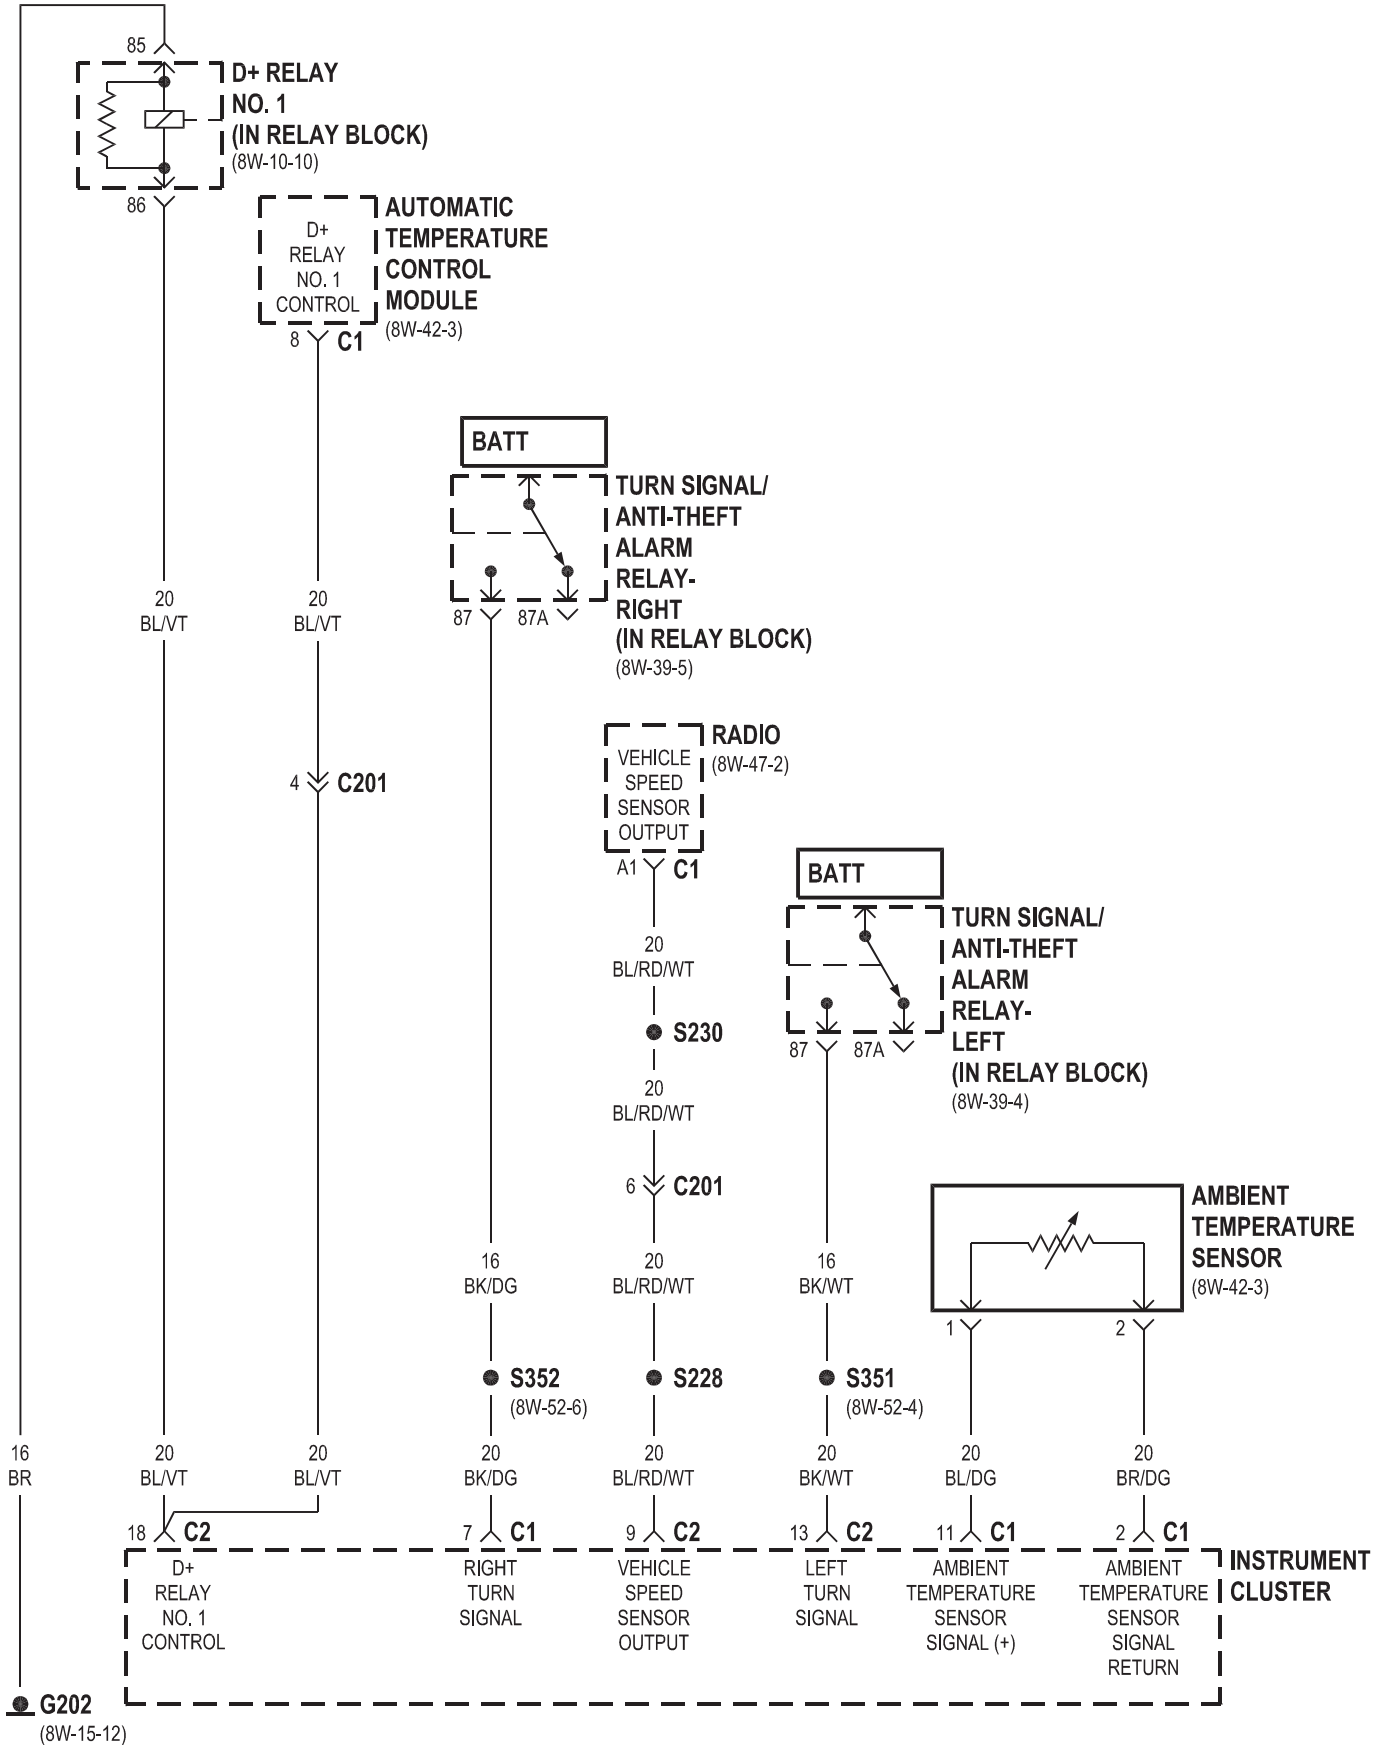 85
D+ RELAY
NO. 1
(IN RELAY BLOCK)
(8W-10-10)
86
AUTOMATIC
TEMPERATURE
CONTROL
MODULE
(8W-42-3)
D+
RELAY
NO. 1
CONTROL
8
C1
BATT
TURN SIGNAL/
ANTI-THEFT
ALARM
RELAY-
RIGHT
(IN RELAY BLOCK)
(8W-39-5)
87
87A
20
BL/VT
20
BL/VT
RADIO
(8W-47-2)
VEHICLE
SPEED
SENSOR
OUTPUT
4
C201
A1
C1
BATT
TURN SIGNAL/
ANTI-THEFT
ALARM
RELAY-
LEFT
(IN RELAY BLOCK)
(8W-39-4)
87
87A
20
BL/RD/WT
S230
20
BL/RD/WT
6
C201
AMBIENT
TEMPERATURE
SENSOR
(8W-42-3)
1
2
16
BK/DG
20
BL/RD/WT
16
BK/WT
S352
(8W-52-6)
S228
S351
(8W-52-4)
16
BR
20
BL/VT
20
BL/VT
20
BK/DG
20
BL/RD/WT
20
BK/WT
20
BL/DG
20
BR/DG
18
C2
7
C1
9
C2
13
C2
11
C1
2
C1
INSTRUMENT
CLUSTER
D+
RELAY
NO. 1
CONTROL
RIGHT
TURN
SIGNAL
VEHICLE
SPEED
SENSOR
OUTPUT
LEFT
TURN
SIGNAL
AMBIENT
TEMPERATURE
SENSOR
SIGNAL (+)
AMBIENT
TEMPERATURE
SENSOR
SIGNAL
RETURN
G202
(8W-15-12)